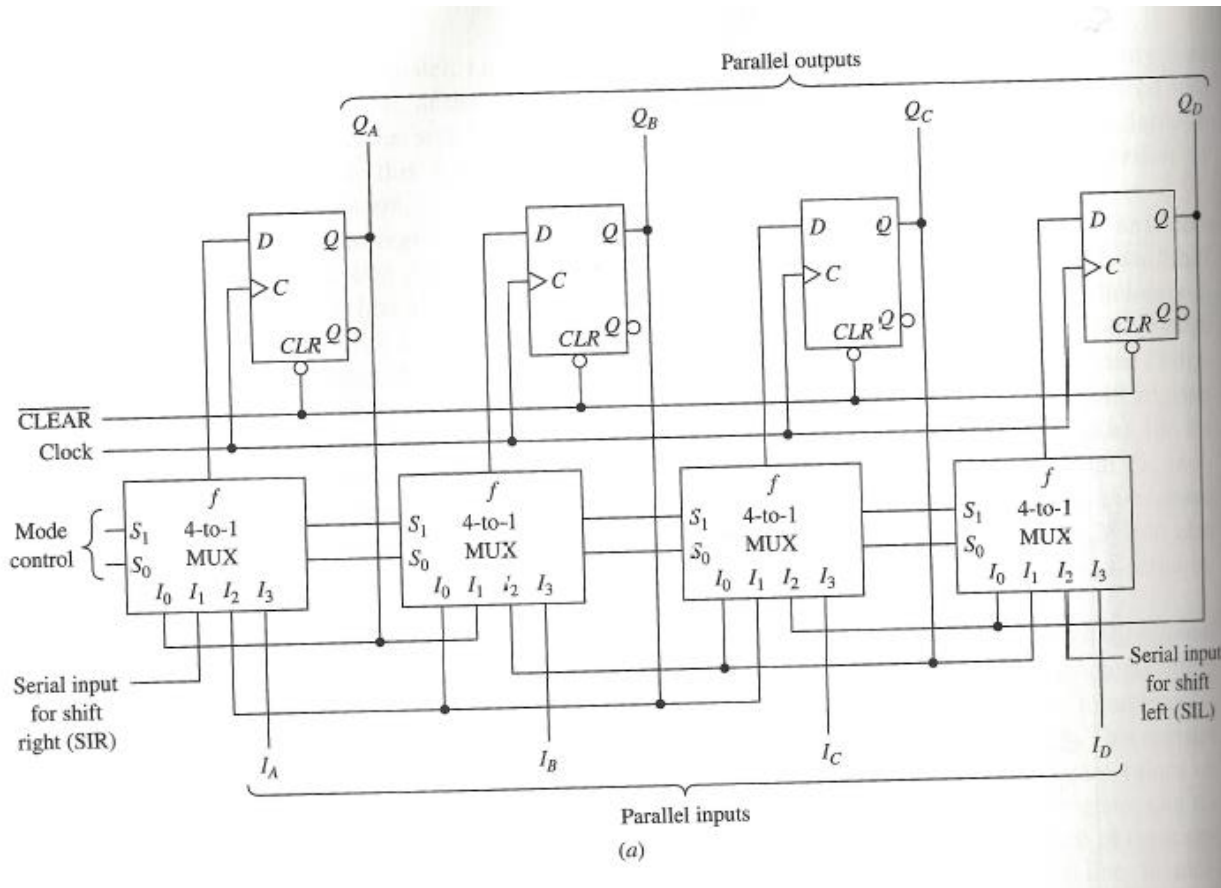 Parallel outputs
Q_A Q_B Q_C Q_D
D Q D Q D Q D Q
C C C C
CLR Q CLR Q CLR Q CLR Q
CLEAR
Clock
f f f f
Mode control
S_1 4-to-1 S_1 4-to-1 S_1 4-to-1 S_1 4-to-1
S_0 MUX S_0 MUX S_0 MUX S_0 MUX
I_0 I_1 I_2 I_3 I_0 I_1 I_2 I_3 I_0 I_1 I_2 I_3 I_0 I_1 I_2 I_3
Serial input
for shift
right (SIR)
Serial input
for shift
left (SIL)
I_A I_B I_C I_D
Parallel inputs
(a)